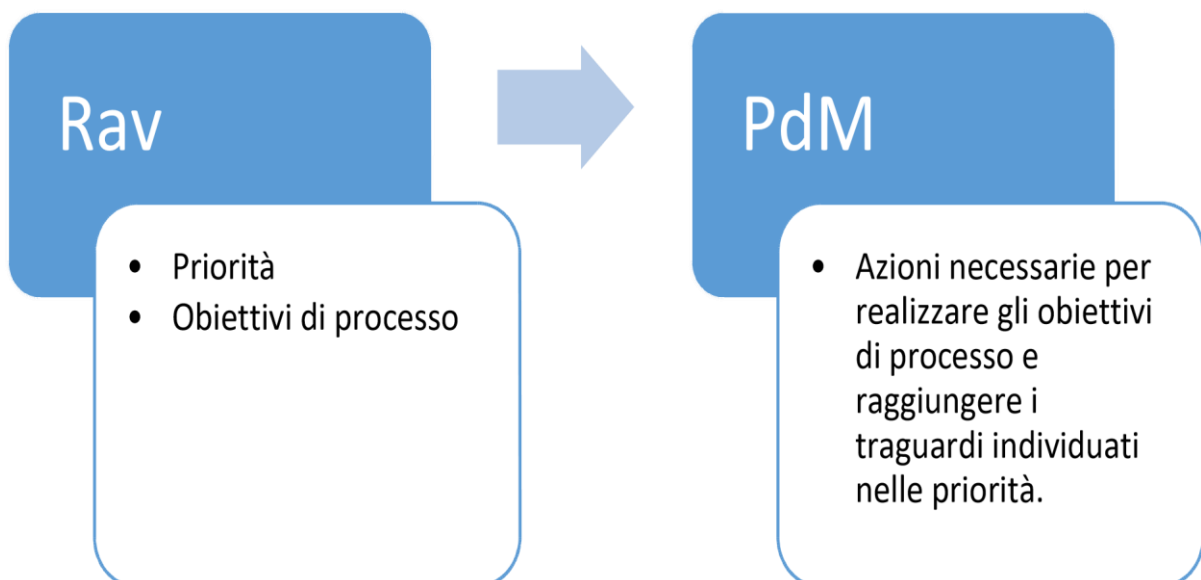 Rav
• Priorità
• Obiettivi di processo
PdM
• Azioni necessarie per
realizzare gli obiettivi
di processo e
raggiungere i
traguardi individuati
nelle priorità.